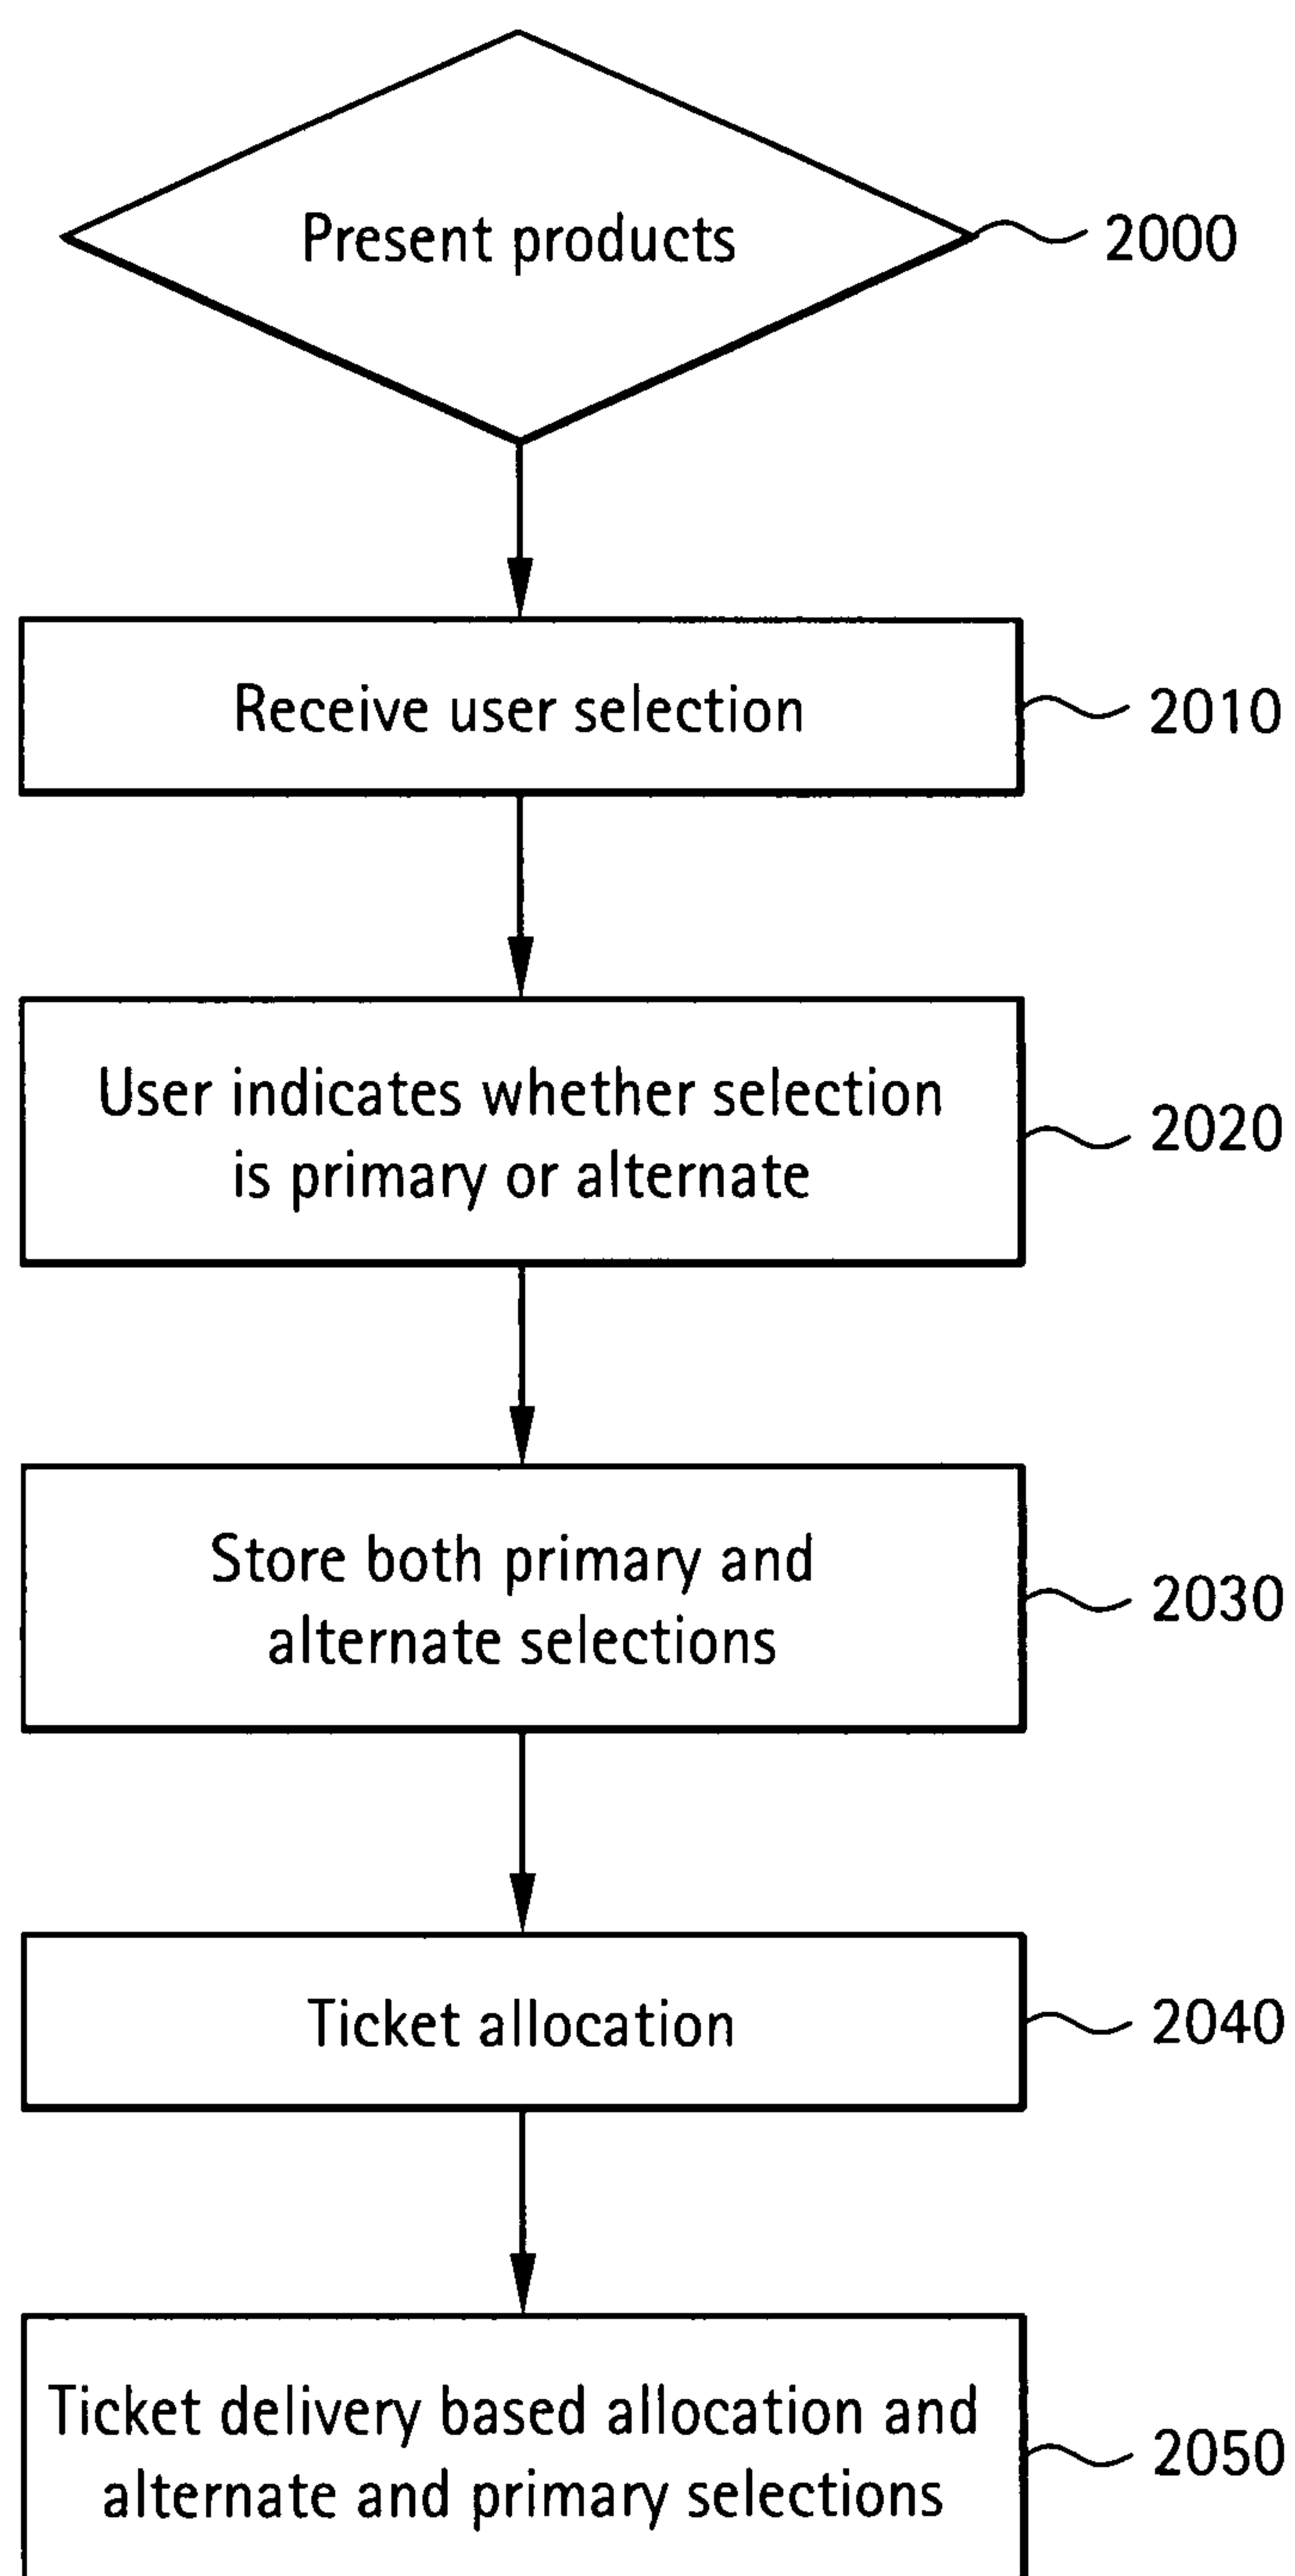 Present products
2000
Receive user selection
2010
User indicates whether selection
is primary or alternate
2020
Store both primary and
alternate selections
2030
Ticket allocation
2040
Ticket delivery based allocation and
alternate and primary selections
2050